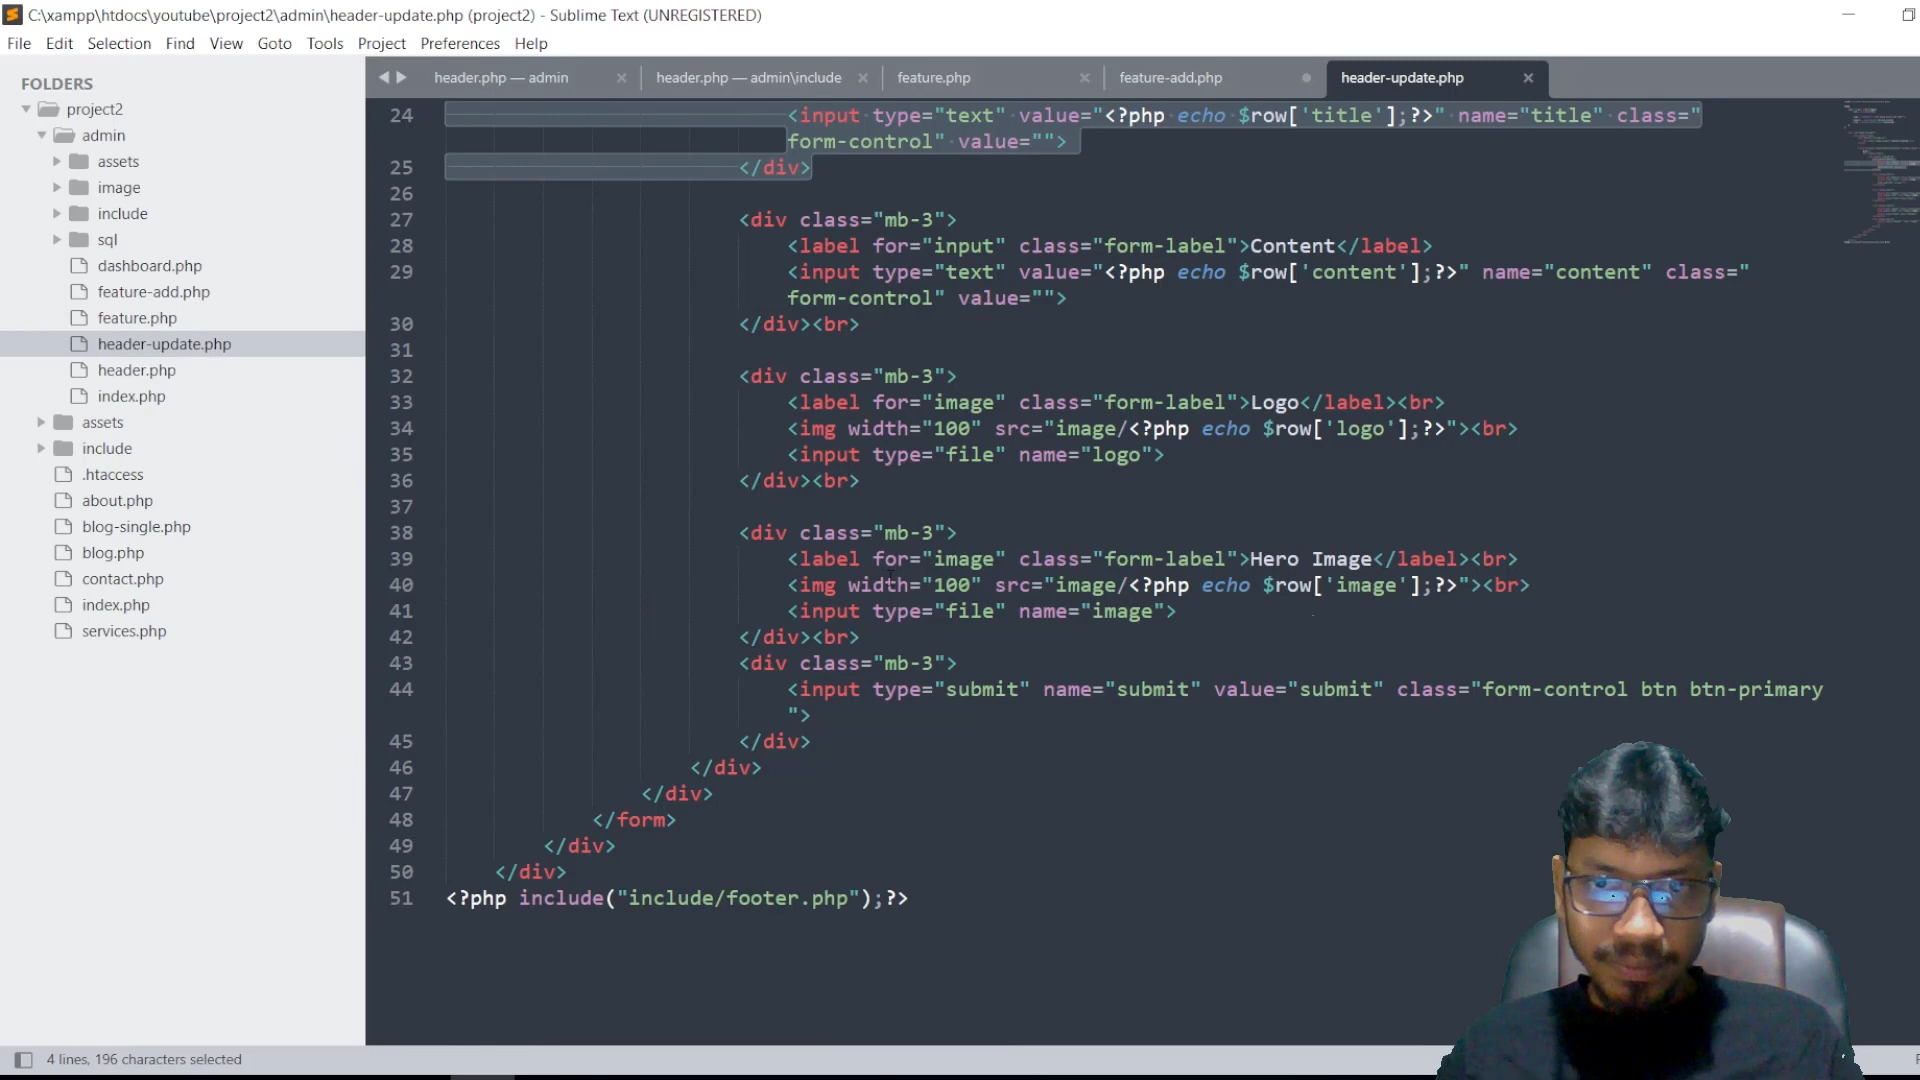 C:\xampp\htdocs\youtube\project2\admin\header-update.php (project2) - Sublime Text (UNREGISTERED)
File Edit Selection Find View Goto Tools Project Preferences Help
FOLDERS
project2
admin
assets
image
include
sql
dashboard.php
feature-add.php
feature.php
header-update.php
header.php
index.php
assets
include
.htaccess
about.php
blog-single.php
blog.php
contact.php
index.php
services.php
header.php — admin header.php — admin\include feature.php feature-add.php header-update.php
24 <input type="text" value="<?php echo $row['title'];?>" name="title" class="
form-control" value="">
25 </div>
26
27 <div class="mb-3">
28 <label for="input" class="form-label">Content</label>
29 <input type="text" value="<?php echo $row['content'];?>" name="content" class="
form-control" value="">
30 </div><br>
31
32 <div class="mb-3">
33 <label for="image" class="form-label">Logo</label><br>
34 <img width="100" src="image/<?php echo $row['logo'];?>"><br>
35 <input type="file" name="logo">
36 </div><br>
37
38 <div class="mb-3">
39 <label for="image" class="form-label">Hero Image</label><br>
40 <img width="100" src="image/<?php echo $row['image'];?>"><br>
41 <input type="file" name="image">
42 </div><br>
43 <div class="mb-3">
44 <input type="submit" name="submit" value="submit" class="form-control btn btn-primary
">
45 </div>
46 </div>
47 </div>
48 </form>
49 </div>
50 </div>
51 <?php include("include/footer.php");?>
4 lines, 196 characters selected